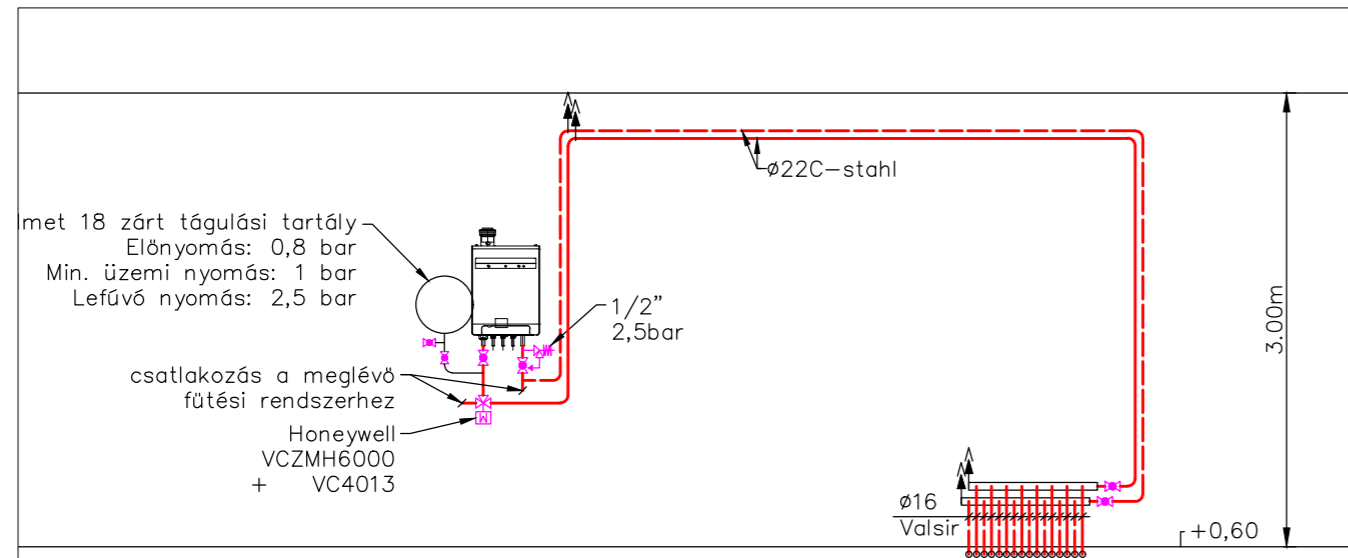 ø22C-stahl
lmet 18 zárt tágulási tartály
Elönyomás: 0,8 bar
Min. üzemi nyomás: 1 bar
Lefúvó nyomás: 2,5 bar
1/2"
2,5bar
3.00m
csatlakozás a meglévö
fütési rendszerhez
Honeywell
VCZMH6000
+ VC4013
ø16
Valsir
+0,60